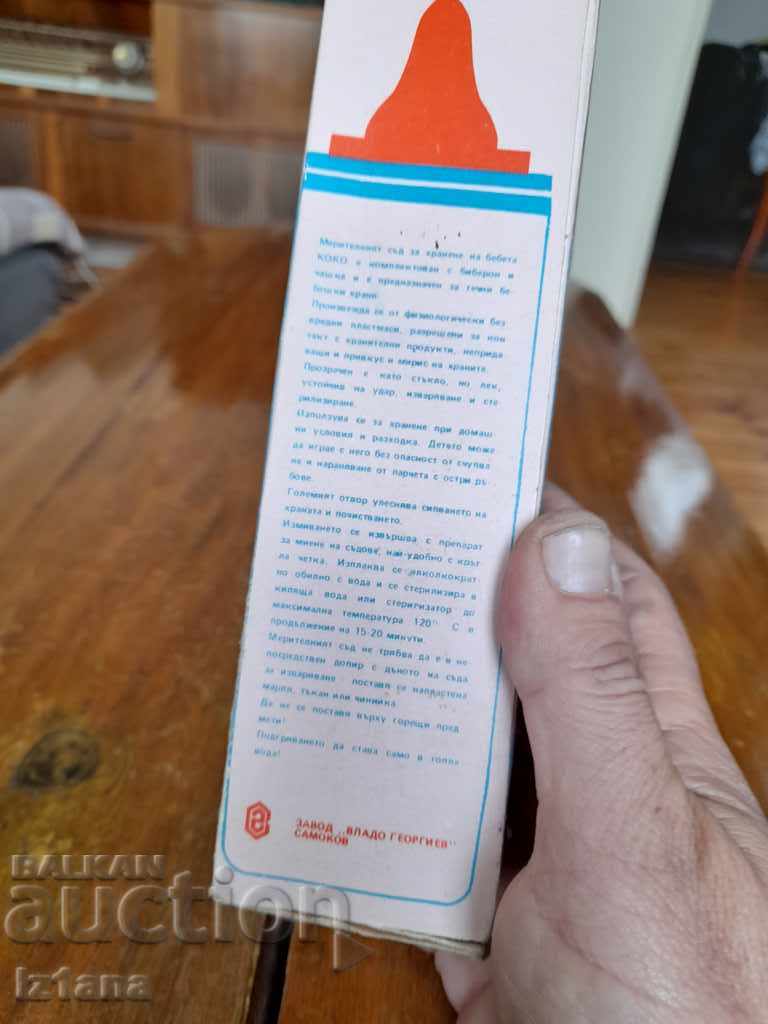 Мерителният съд за хранене на бебета
КОКО е комплектован с биберон и
чашка и е предназначен за течни бе-
бешки храни.
Произвежда се от физиологически без
вредни пластмаси, разрешени за кон
такт с хранителни продукти, неприда
ващи и привкус и мирис на храната.
Прозрачен е като стъкло, но лек,
устойчив на удар, изваряване и сте
рилизиране.
Използува се за хранене при домаш-
ни условия и разходка. Детето може
да играе с него без опасност от счупва
не и нараняване от парчета с остри ръ-
бове.
Големият отвор улеснява сипването на
храната и почистването.
Измиването се извършва с препарат
за миене на съдове, най-удобно с кръг
ла четка. Изплаква се няколкократ-
но обилно с вода и се стерилизира в
кипяща вода или стерилизатор до
максимална температура 120° С в
продължение на 15-20 минути.
Мерителният съд не трябва да е в не-
посредствен допир с дъното на съда
за изваряване поставя се напластена
марля, тъкан или чинийка
Да не се поставя върху горещи пред
мети!
Подгряването да става само в топла
вода!
ЗАВОД „ВЛАДО ГЕОРГИЕВ"
САМОКОВ
BALKAN
auction
Iz1ana